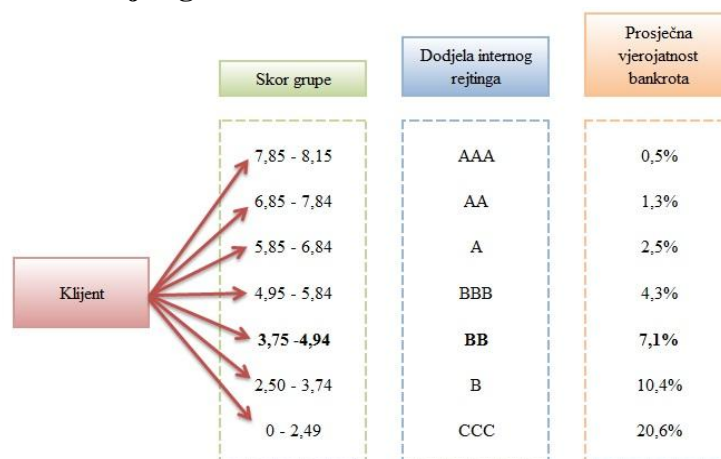 Skor grupe
Dodjela internog
rejtinga
Prosječna
vjerojatnost
bankrota
Klijent
7,85 - 8,15 AAA 0,5%
6,85 - 7,84 AA 1,3%
5,85 - 6,84 A 2,5%
4,95 - 5,84 BBB 4,3%
3,75 -4,94 BB 7,1%
2,50 - 3,74 B 10,4%
0 - 2,49 CCC 20,6%